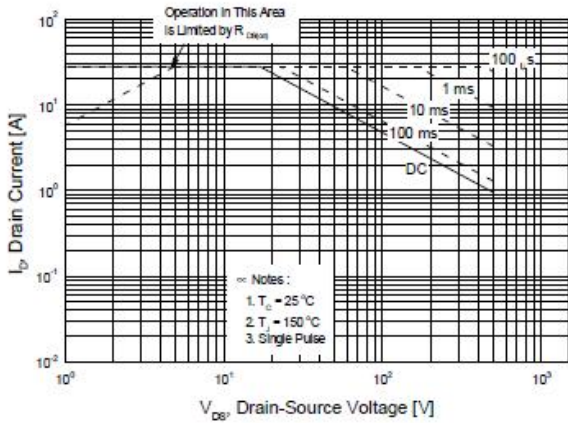 Operation in This Area
is Limited by R DS(on)
10²
10¹
10⁰
10⁻¹
10⁻²
I_D, Drain Current [A]
100 µs
1 ms
10 ms
100 ms
DC
∞ Notes :
1. T_C = 25 °C
2. T_J = 150 °C
3. Single Pulse
10⁰
10¹
10²
10³
V_DS, Drain-Source Voltage [V]